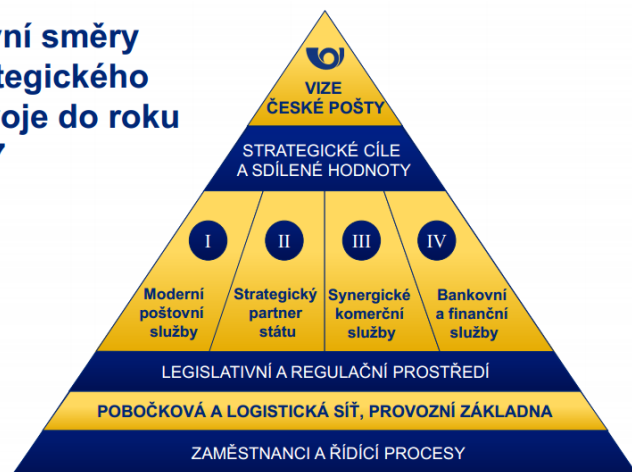 ní směry
tegického
oje do roku
7
VIZE
ČESKÉ POŠTY
STRATEGICKÉ CÍLE
A SDÍLENÉ HODNOTY
I II III IV
Moderní poštovní služby
Strategický partner státu
Synergické komerční služby
Bankovní a finanční služby
LEGISLATIVNÍ A REGULAČNÍ PROSTŘEDÍ
POBOČKOVÁ A LOGISTICKÁ SÍŤ, PROVOZNÍ ZÁKLADNA
ZAMĚSTNANCI A ŘÍDÍCÍ PROCESY